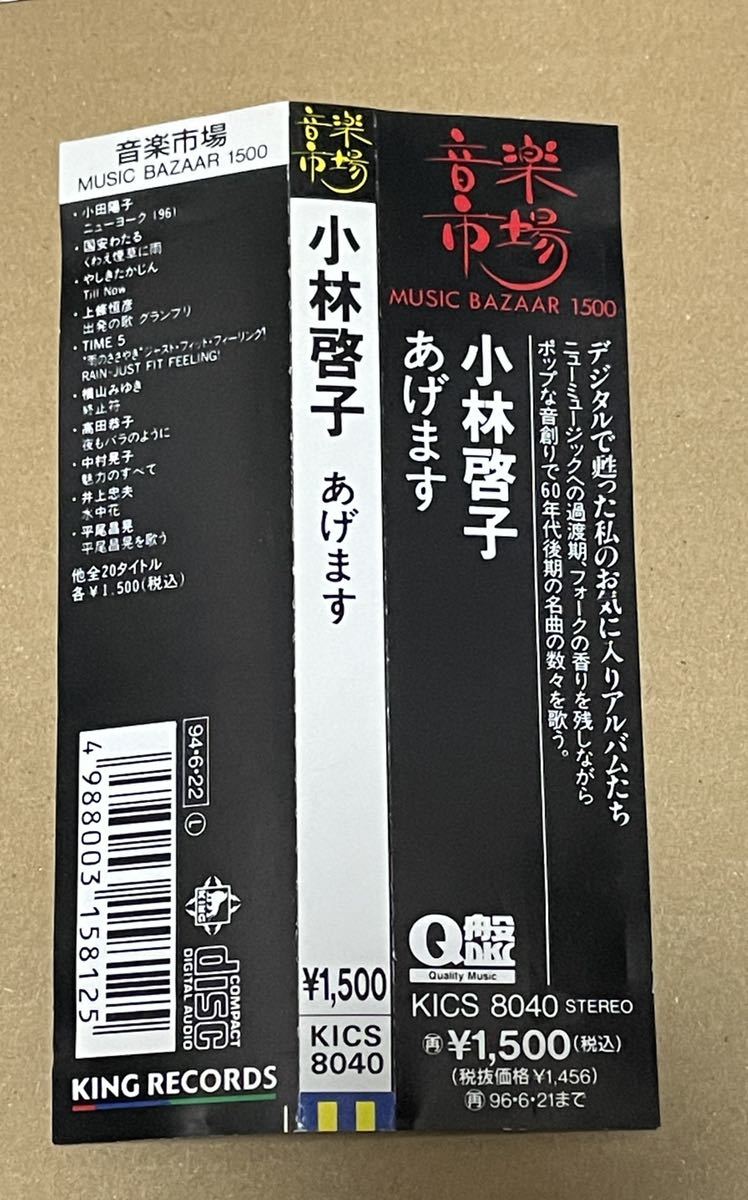 音楽市場
MUSIC BAZAAR 1500
・小田陽子
ニューヨーク1961
・国安わたる
くわえ煙草に雨
・やしきたかじん
Till Now
・上條恒彦
出発の歌 グランプリ
・TIME 5
"雨のささやき"ジャスト・フィット・フィーリング!
RAIN-JUST FIT FEELING!
・横山みゆき
終止符
・高田恭子
夜もバラのように
・中村晃子
魅力のすべて
・井上忠夫
水中花
・平尾昌晃
平尾昌晃を歌う
他全20タイトル
各¥1,500(税込)
94・6・22
L
4 988003 158125
KING
COMPACT
disc
DIGITAL AUDIO
KING RECORDS
音楽市場
小林啓子 あげます
¥1,500
KICS
8040
音楽市場
MUSIC BAZAAR 1500
デジタルで甦った私のお気に入りアルバムたち
ニューミュージックへの過渡期、フォークの香りを残しながら
ポップな音創りで60年代後期の名曲の数々を歌う。
小林啓子
あげます
Q盤
DKC
Quality Music
KICS 8040 STEREO
再 ¥1,500(税込)
(税抜価格¥1,456)
再 96・6・21まで